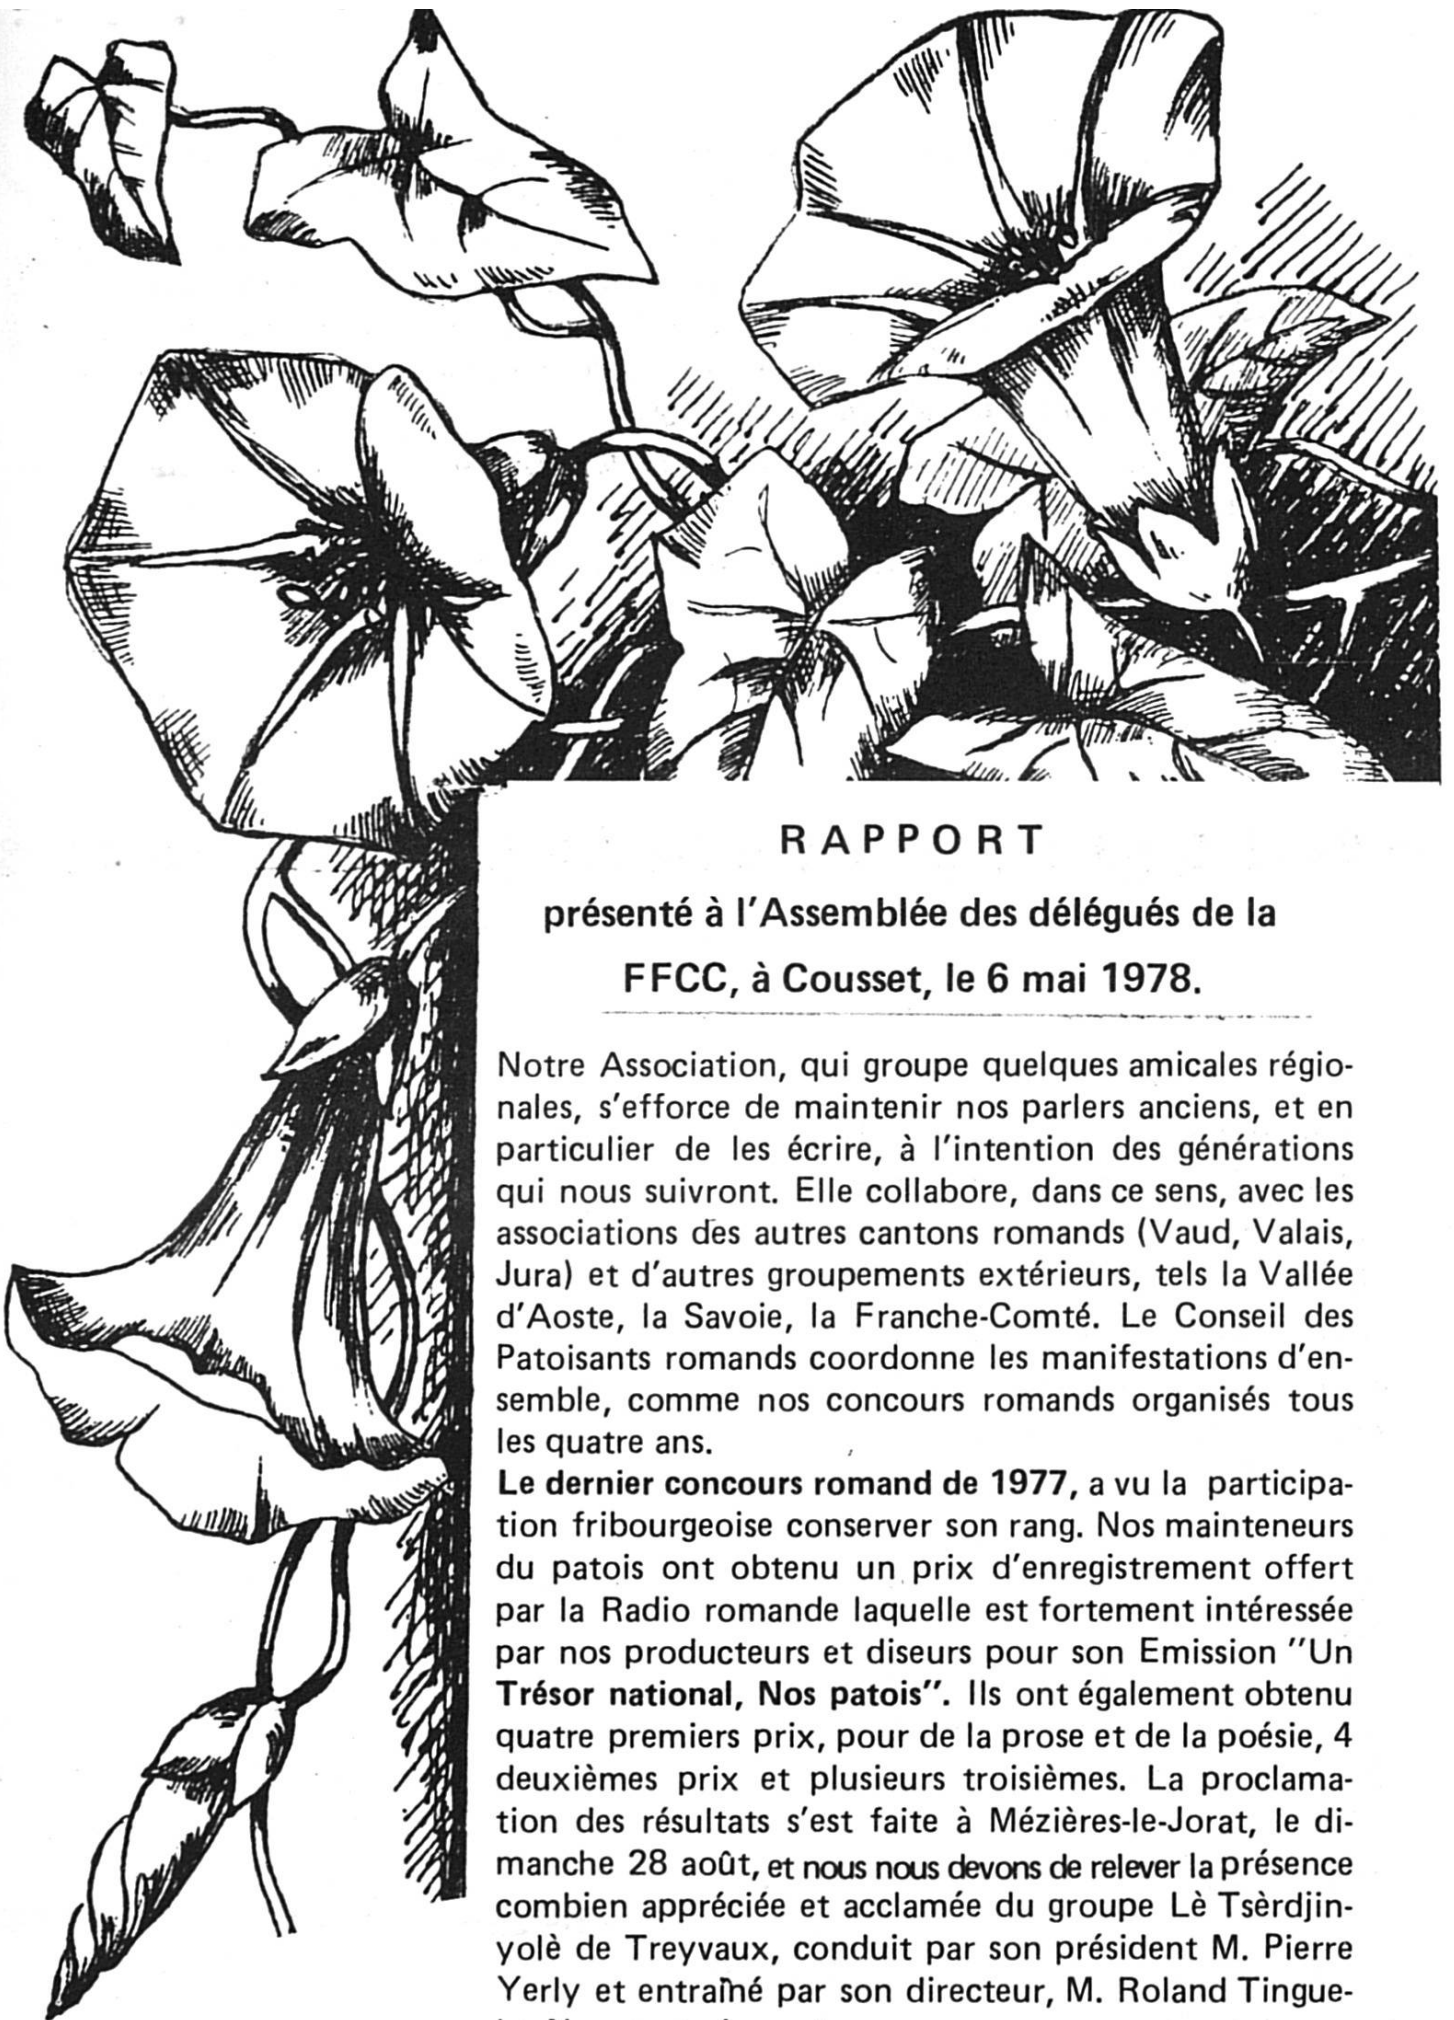 RAPPORT
présenté à l'Assemblée des délégués de la
FFCC, à Cousset, le 6 mai 1978.
Notre Association, qui groupe quelques amicales régio-
nales, s'efforce de maintenir nos parlers anciens, et en
particulier de les écrire, à l'intention des générations
qui nous suivront. Elle collabore, dans ce sens, avec les
associations des autres cantons romands (Vaud, Valais,
Jura) et d'autres groupements extérieurs, tels la Vallée
d'Aoste, la Savoie, la Franche-Comté. Le Conseil des
Patoisants romands coordonne les manifestations d'en-
semble, comme nos concours romands organisés tous
les quatre ans.
Le dernier concours romand de 1977, a vu la participa-
tion fribourgeoise conserver son rang. Nos mainteneurs
du patois ont obtenu un prix d'enregistrement offert
par la Radio romande laquelle est fortement intéressée
par nos producteurs et diseurs pour son Emission "Un
Trésor national, Nos patois". Ils ont également obtenu
quatre premiers prix, pour de la prose et de la poésie, 4
deuxièmes prix et plusieurs troisièmes. La proclama-
tion des résultats s'est faite à Mézières-le-Jorat, le di-
manche 28 août, et nous nous devons de relever la présence
combien appréciée et acclamée du groupe Lè Tsèrdjin-
yolè de Treyvaux, conduit par son président M. Pierre
Yerly et entraîné par son directeur, M. Roland Tingue-